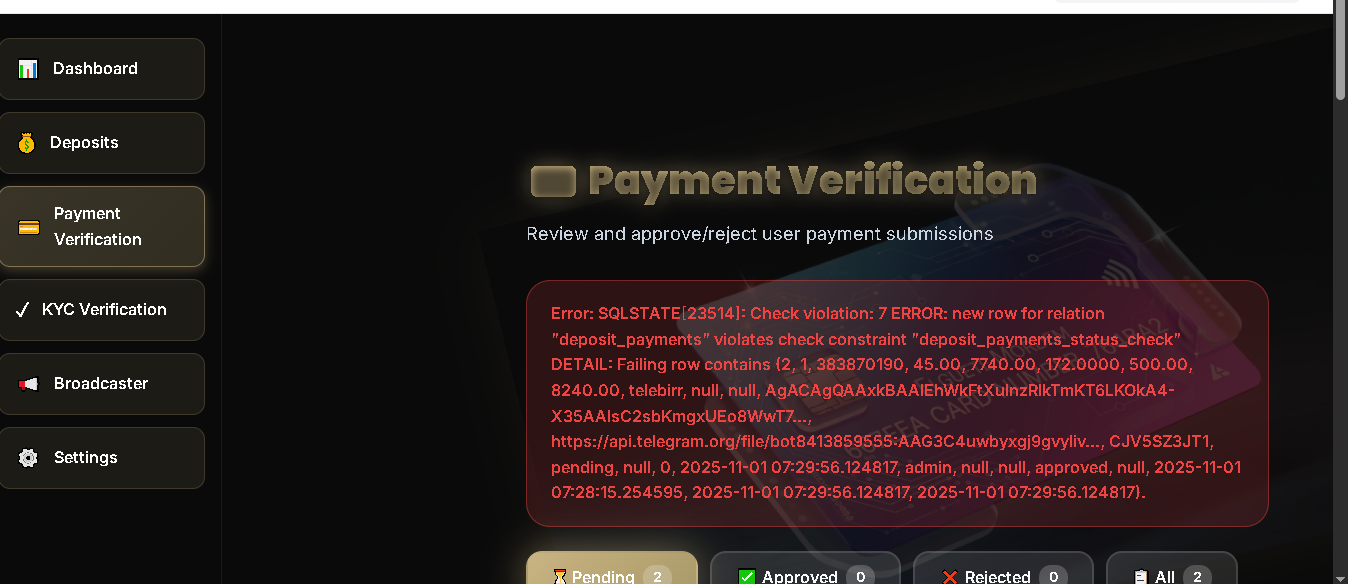 Dashboard
Deposits
Payment
Verification
KYC Verification
Broadcaster
Settings
Payment Verification
Review and approve/reject user payment submissions
Error: SQLSTATE[23514]: Check violation: 7 ERROR: new row for relation
"deposit_payments" violates check constraint "deposit_payments_status_check"
DETAIL: Failing row contains (2, 1, 383870190, 45.00, 7740.00, 172.0000, 500.00,
8240.00, telebirr, null, null, AgACAgQAAxkBAAIEhWkFtXuInzRIkTmKT6LKOkA4-
X35AAIsC2sbKmgxUEo8WwT7...,
https://api.telegram.org/file/bot8413859555:AAG3C4uwbyxgj9gvyliv..., CJV5SZ3JT1,
pending, null, 0, 2025-11-01 07:29:56.124817, admin, null, null, approved, null, 2025-11-01
07:28:15.254595, 2025-11-01 07:29:56.124817, 2025-11-01 07:29:56.124817).
Pending 2
Approved 0
Rejected 0
All 2